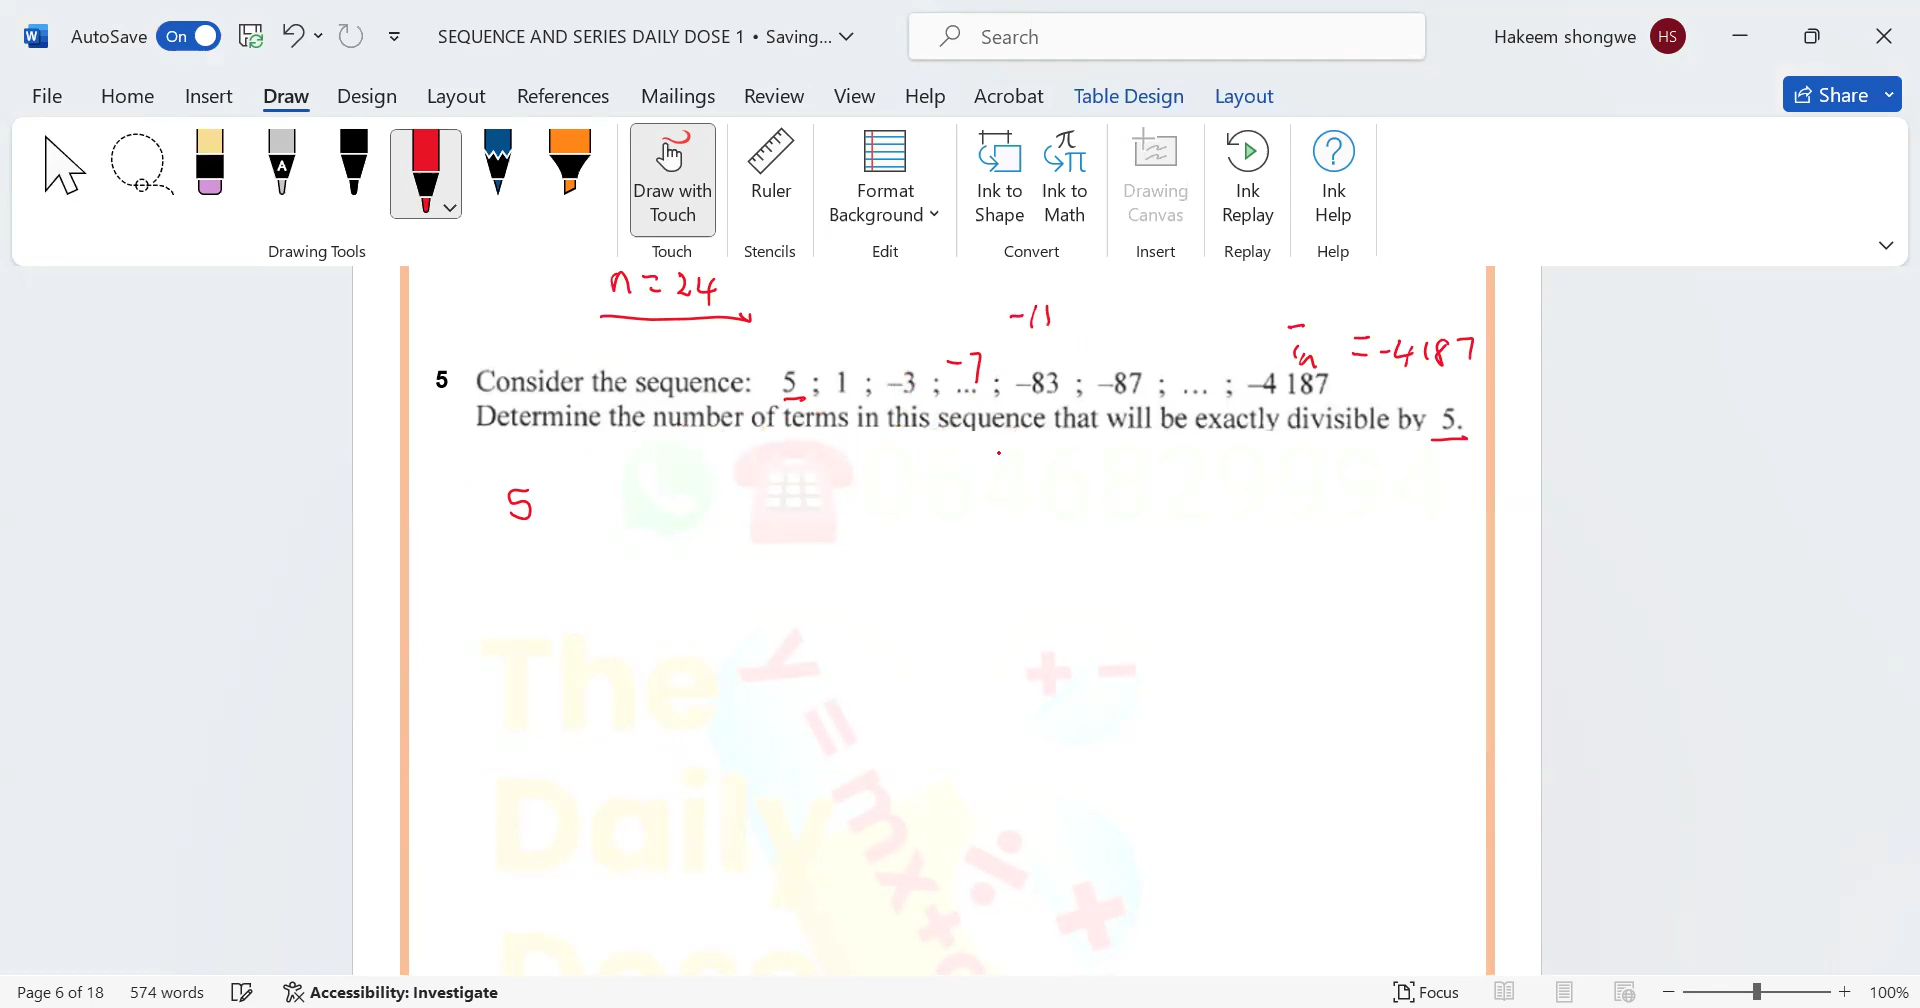 AutoSave On SEQUENCE AND SERIES DAILY DOSE 1 • Saving... Search Hakeem shongwe HS
File Home Insert Draw Design Layout References Mailings Review View Help Acrobat Table Design Layout Share
Draw with Touch Ruler Format Background Ink to Shape Ink to Math Drawing Canvas Ink Replay Ink Help
Drawing Tools Touch Stencils Edit Convert Insert Replay Help
n = 24
-11
= -4187
-7
5 Consider the sequence: 5 ; 1 ; –3 ; ... ; –83 ; –87 ; ... ; –4 187
Determine the number of terms in this sequence that will be exactly divisible by 5.
0646829994
5
The
y = mx+c
Daily
Dose
Page 6 of 18 574 words Accessibility: Investigate Focus 100%